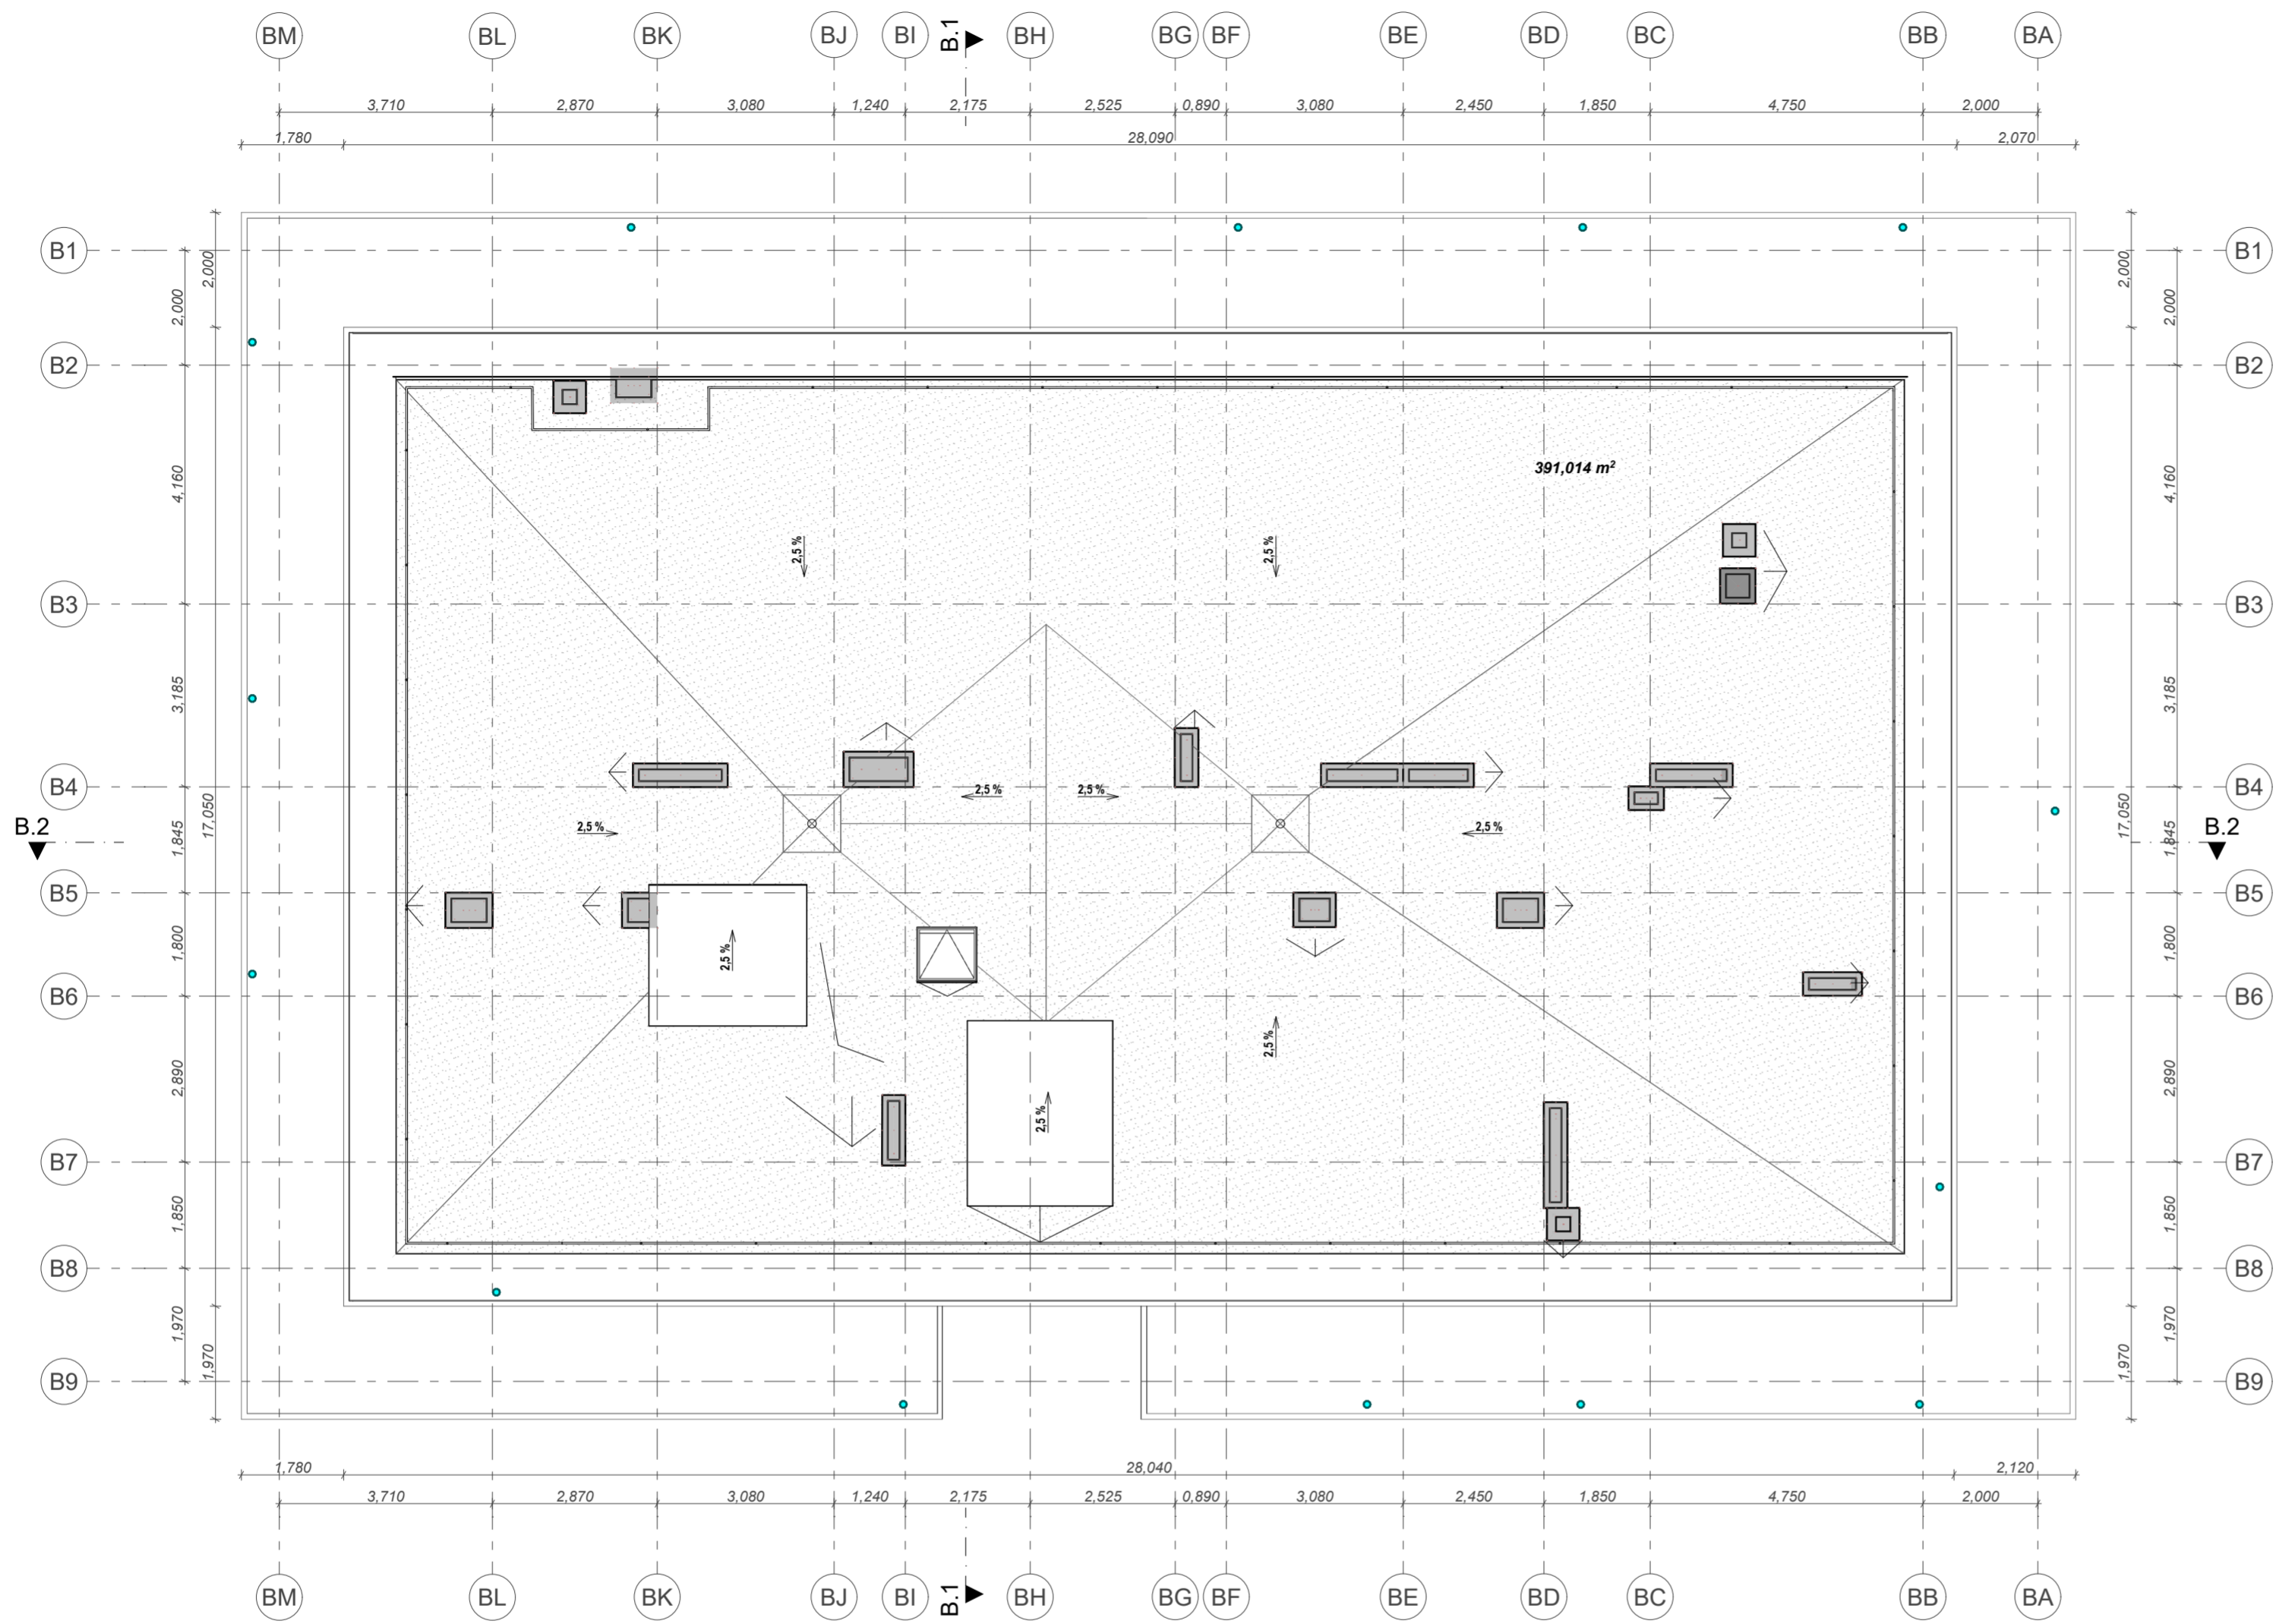 BM BL BK BJ BI B.1 BH BG BF BE BD BC BB BA
3,710 2,870 3,080 1,240 2,175 2,525 0,890 3,080 2,450 1,850 4,750 2,000
1,780 28,090 2,070
B1 B1
2,000 2,000 2,000 2,000
B2 B2
391,014 m²
4,160 4,160
2,5 % 2,5 %
B3 B3
3,185 3,185
B4 B4
2,5 % 2,5 %
17,050 17,050
2,5 % 2,5 %
B.2 B.2
1,845 1,845
B5 B5
1,800 2,5 % 1,800
B6 B6
2,5 %
2,890 2,890
2,5 %
B7 B7
1,850 1,850
B8 B8
1,970 1,970
1,970 1,970
B9 B9
1,780 28,040 2,120
3,710 2,870 3,080 1,240 2,175 2,525 0,890 3,080 2,450 1,850 4,750 2,000
BM BL BK BJ BI B.1 BH BG BF BE BD BC BB BA